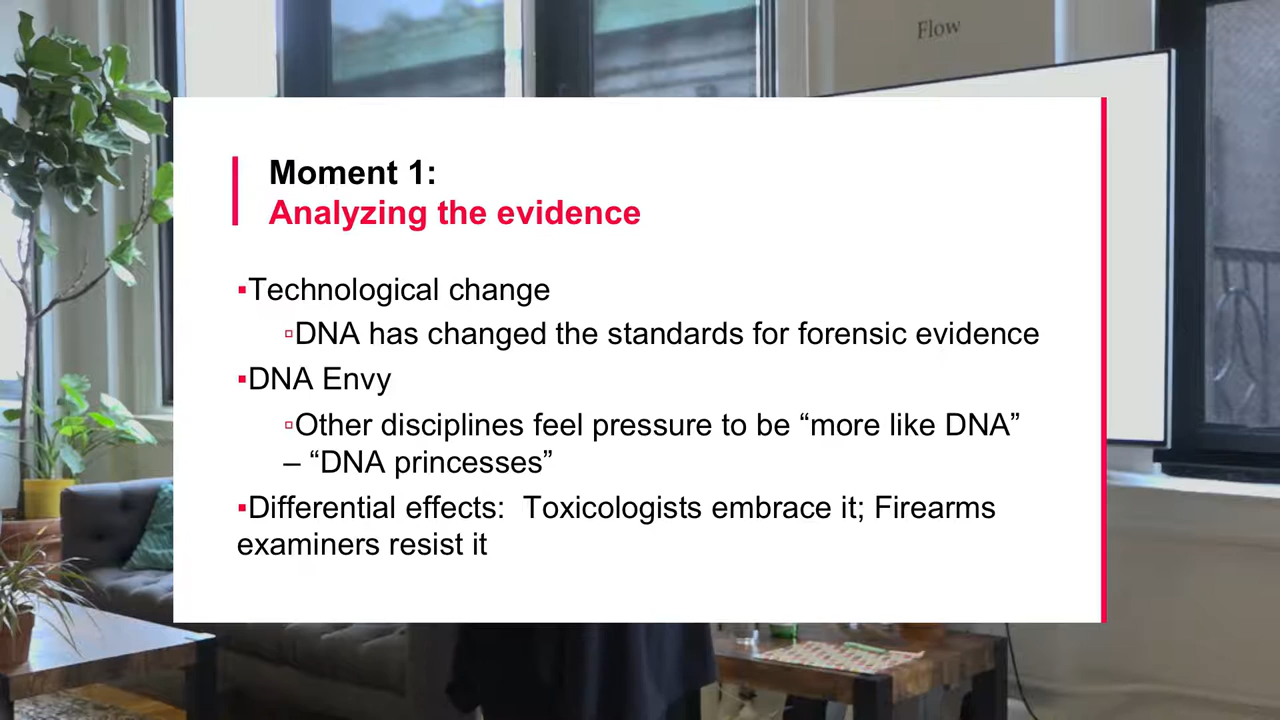 Flow
Moment 1:
Analyzing the evidence
▪Technological change
▫DNA has changed the standards for forensic evidence
▪DNA Envy
▫Other disciplines feel pressure to be “more like DNA”
– “DNA princesses”
▪Differential effects:  Toxicologists embrace it; Firearms
examiners resist it